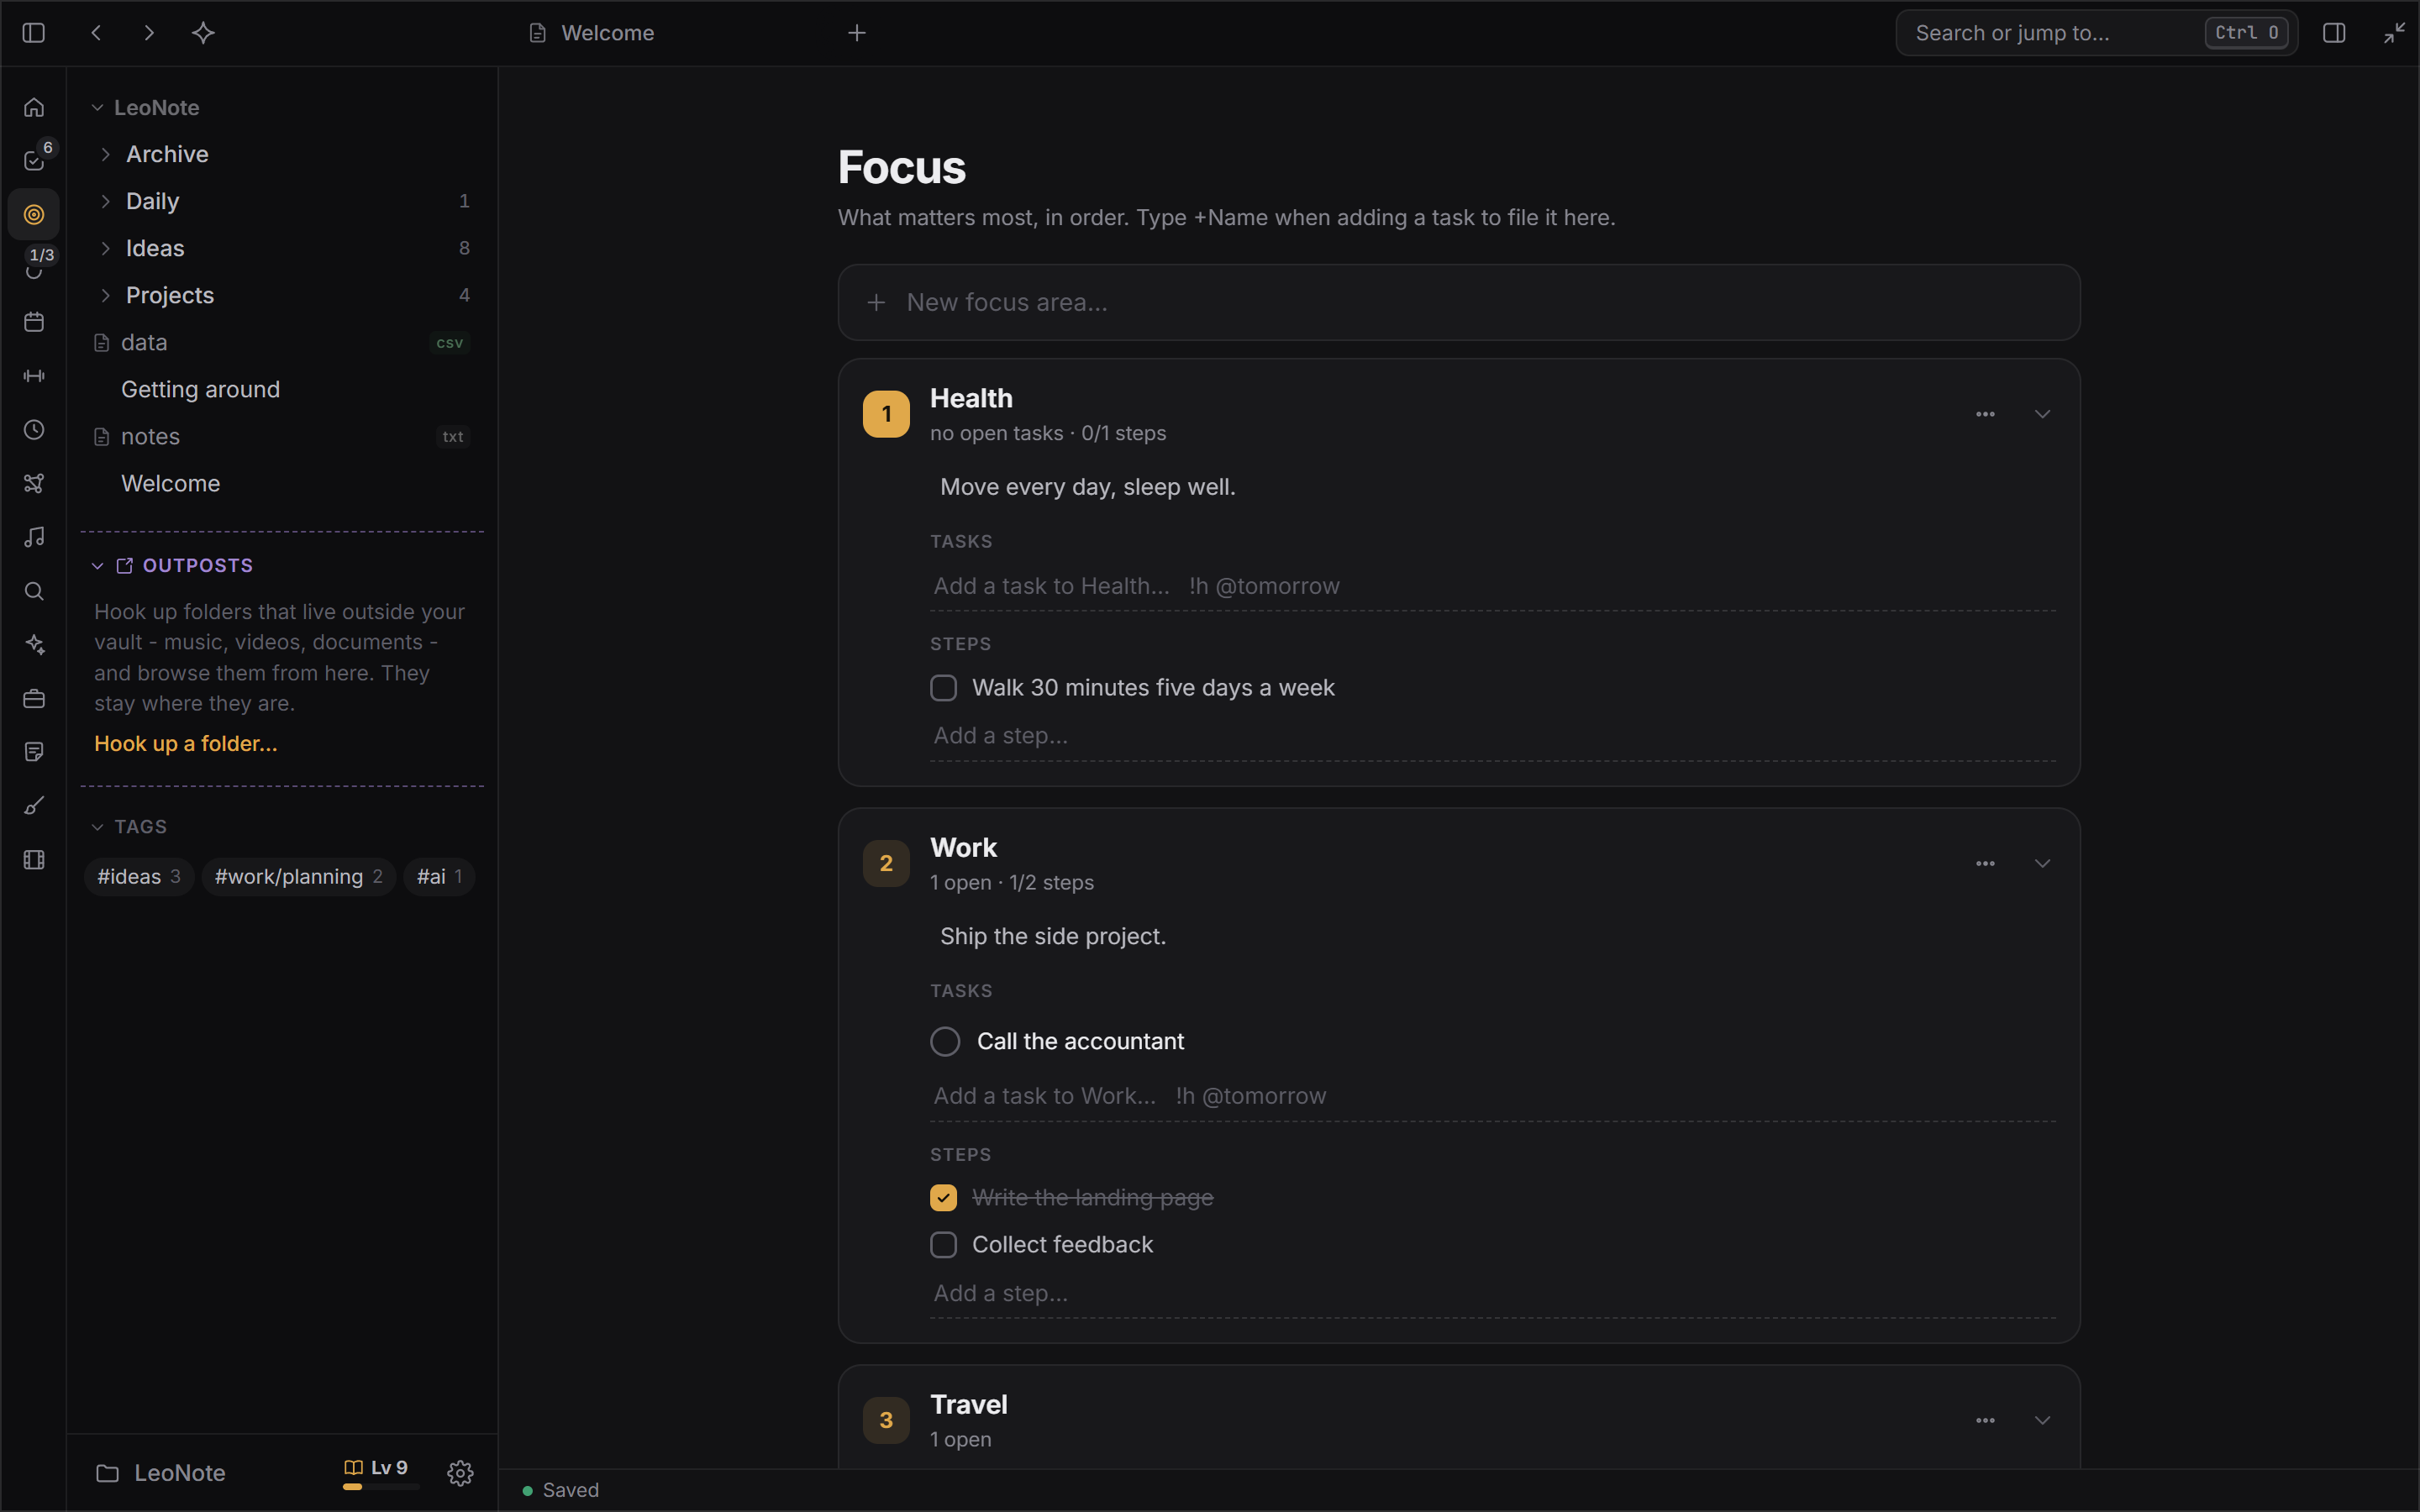 Welcome
Search or jump to...
Ctrl O
6
1/3
LeoNote
Archive
Daily 1
Ideas 8
Projects 4
data csv
Getting around
notes txt
Welcome
OUTPOSTS
Hook up folders that live outside your
vault - music, videos, documents -
and browse them from here. They
stay where they are.
Hook up a folder...
TAGS
#ideas 3 #work/planning 2 #ai 1
LeoNote
Lv 9
Focus
What matters most, in order. Type +Name when adding a task to file it here.
New focus area...
1
Health
no open tasks · 0/1 steps
Move every day, sleep well.
TASKS
Add a task to Health... !h @tomorrow
STEPS
Walk 30 minutes five days a week
Add a step...
2
Work
1 open · 1/2 steps
Ship the side project.
TASKS
Call the accountant
Add a task to Work... !h @tomorrow
STEPS
Write the landing page
Collect feedback
Add a step...
3
Travel
1 open
Saved